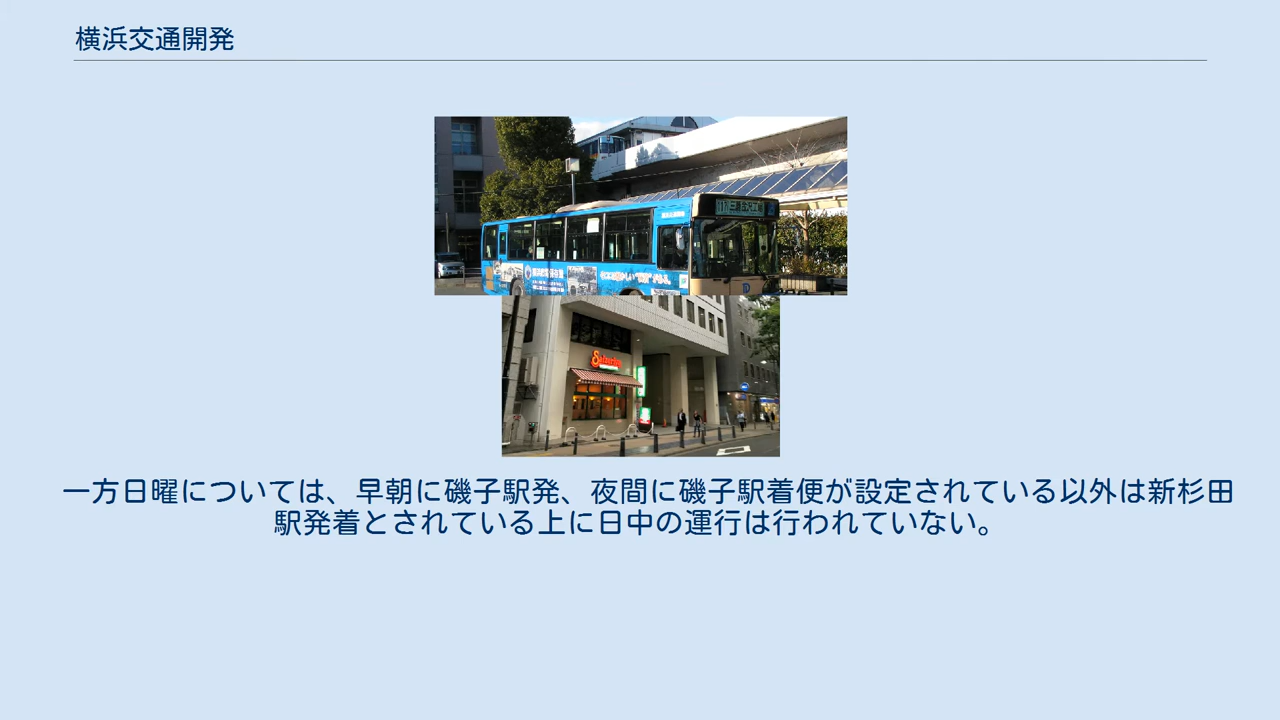 横浜交通開発
Saizeriya
一方日曜については、早朝に磯子駅発、夜間に磯子駅着便が設定されている以外は新杉田
駅発着とされている上に日中の運行は行われていない。